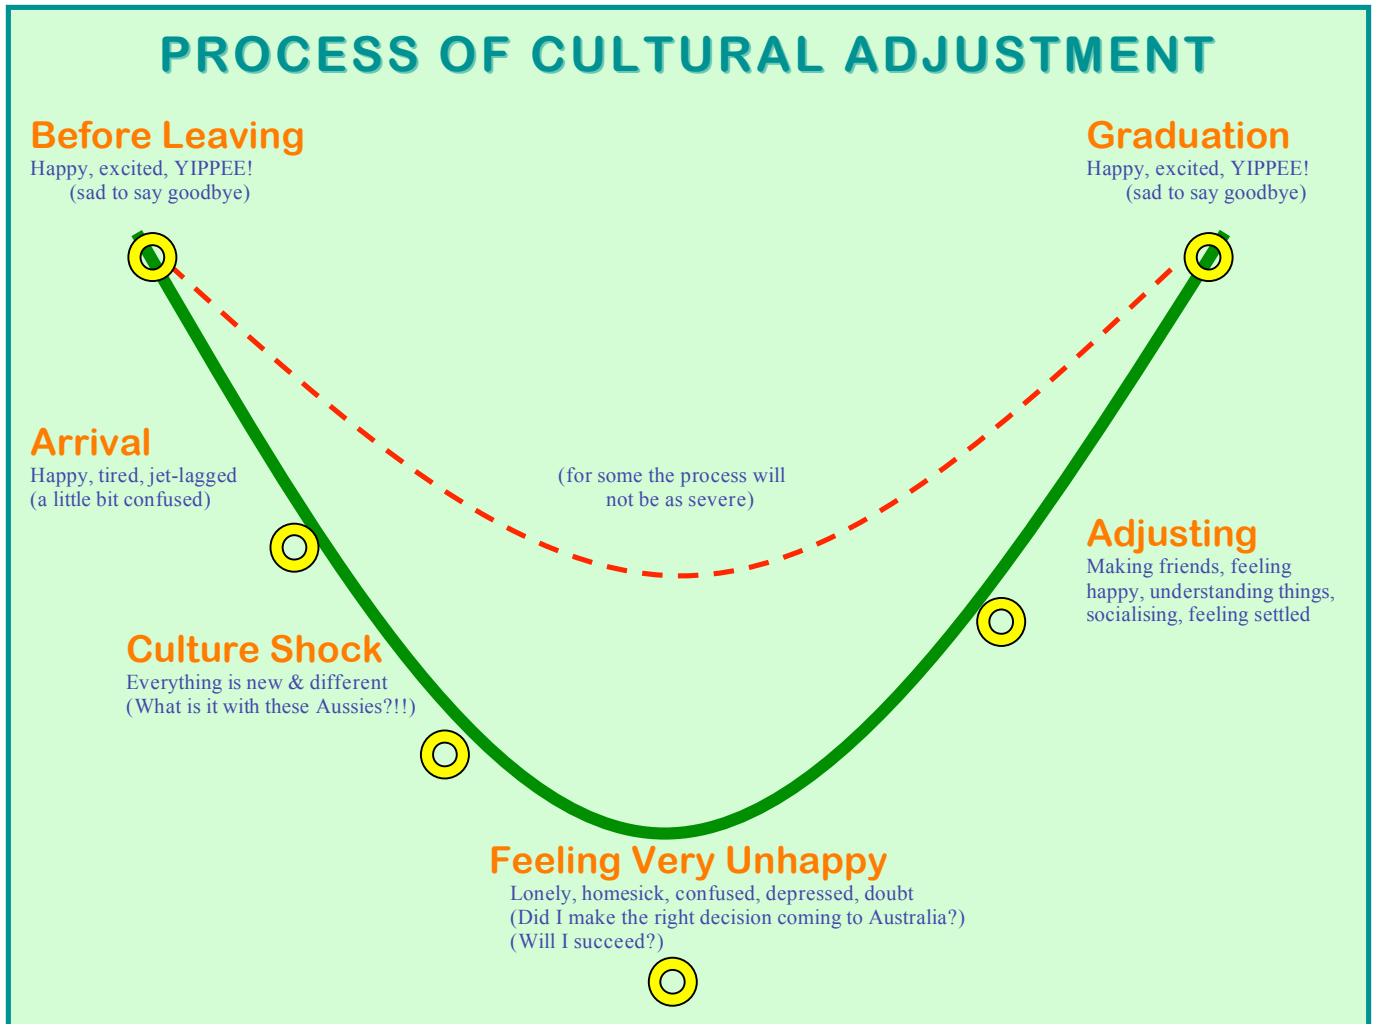 PROCESS OF CULTURAL ADJUSTMENT
Before Leaving
Happy, excited, YIPPEE!
(sad to say goodbye)
Graduation
Happy, excited, YIPPEE!
(sad to say goodbye)
Arrival
Happy, tired, jet-lagged
(a little bit confused)
(for some the process will
not be as severe)
Adjusting
Making friends, feeling
happy, understanding things,
socialising, feeling settled
Culture Shock
Everything is new & different
(What is it with these Aussies?!!)
Feeling Very Unhappy
Lonely, homesick, confused, depressed, doubt
(Did I make the right decision coming to Australia?)
(Will I succeed?)